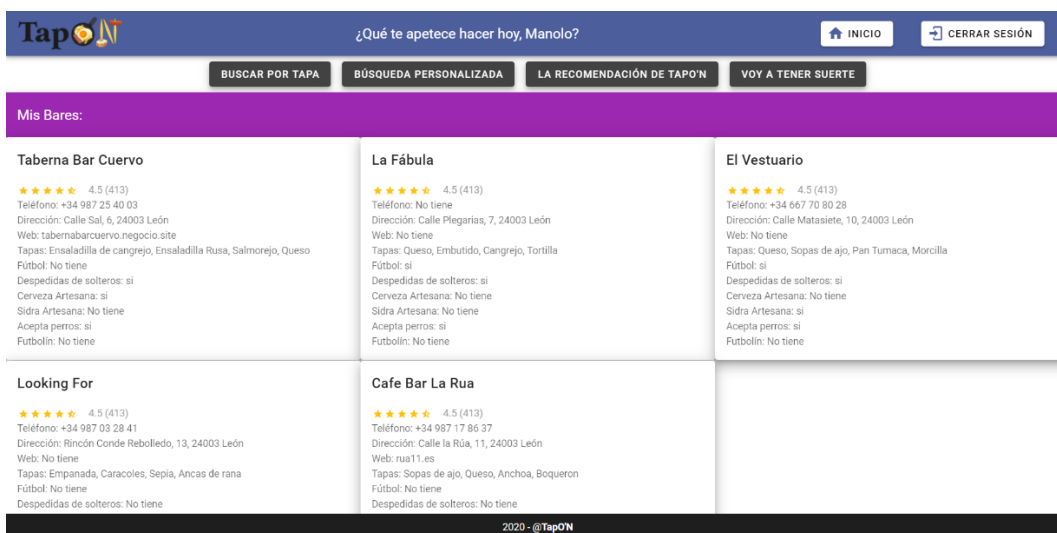 TapON
¿Qué te apetece hacer hoy, Manolo?
INICIO
CERRAR SESIÓN
BUSCAR POR TAPA
BÚSQUEDA PERSONALIZADA
LA RECOMENDACIÓN DE TAPO'N
VOY A TENER SUERTE
Mis Bares:
Taberna Bar Cuervo
4.5 (413)
Teléfono: +34 987 25 40 03
Dirección: Calle Sal, 6, 24003 León
Web: tabernabarcuervo.negocio.site
Tapas: Ensaladilla de cangrejo, Ensaladilla Rusa, Salmorejo, Queso
Fútbol: No tiene
Despedidas de solteros: si
Cerveza Artesana: si
Sidra Artesana: No tiene
Acepta perros: si
Futbolín: No tiene
La Fábula
4.5 (413)
Teléfono: No tiene
Dirección: Calle Plegarias, 7, 24003 León
Web: No tiene
Tapas: Queso, Embutido, Cangrejo, Tortilla
Fútbol: si
Despedidas de solteros: si
Cerveza Artesana: No tiene
Sidra Artesana: No tiene
Acepta perros: si
Futbolín: No tiene
El Vestuario
4.5 (413)
Teléfono: +34 667 70 80 28
Dirección: Calle Matasiete, 10, 24003 León
Web: No tiene
Tapas: Queso, Sopas de ajo, Pan Tumaca, Morcilla
Fútbol: si
Despedidas de solteros: si
Cerveza Artesana: No tiene
Sidra Artesana: si
Acepta perros: si
Futbolín: No tiene
Looking For
4.5 (413)
Teléfono: +34 987 03 28 41
Dirección: Rincón Conde Rebolledo, 13, 24003 León
Web: No tiene
Tapas: Empanada, Caracoles, Sepia, Ancas de rana
Fútbol: No tiene
Despedidas de solteros: No tiene
Cafe Bar La Rua
4.5 (413)
Teléfono: +34 987 17 86 37
Dirección: Calle la Rúa, 11, 24003 León
Web: rua11.es
Tapas: Sopas de ajo, Queso, Anchoa, Boqueron
Fútbol: No tiene
Despedidas de solteros: No tiene
2020 - @TapO'N